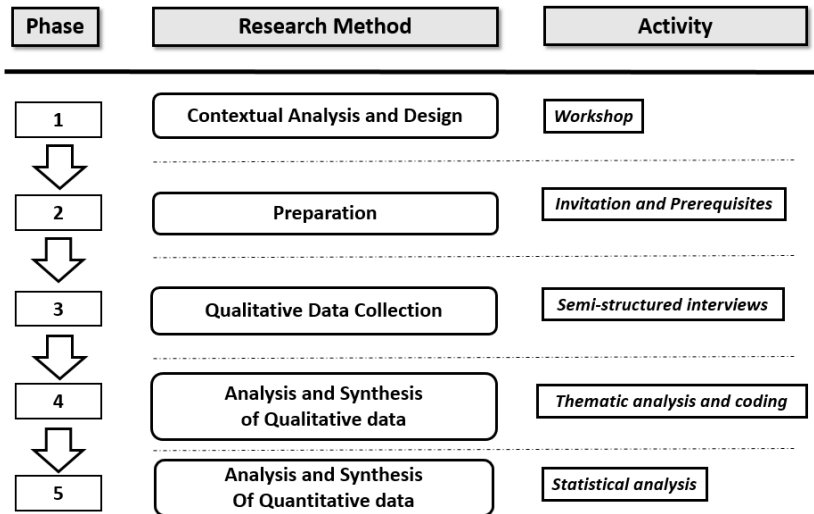 Phase Research Method Activity
1 Contextual Analysis and Design Workshop
2 Preparation Invitation and Prerequisites
3 Qualitative Data Collection Semi-structured interviews
4 Analysis and Synthesis
of Qualitative data Thematic analysis and coding
5 Analysis and Synthesis
Of Quantitative data Statistical analysis